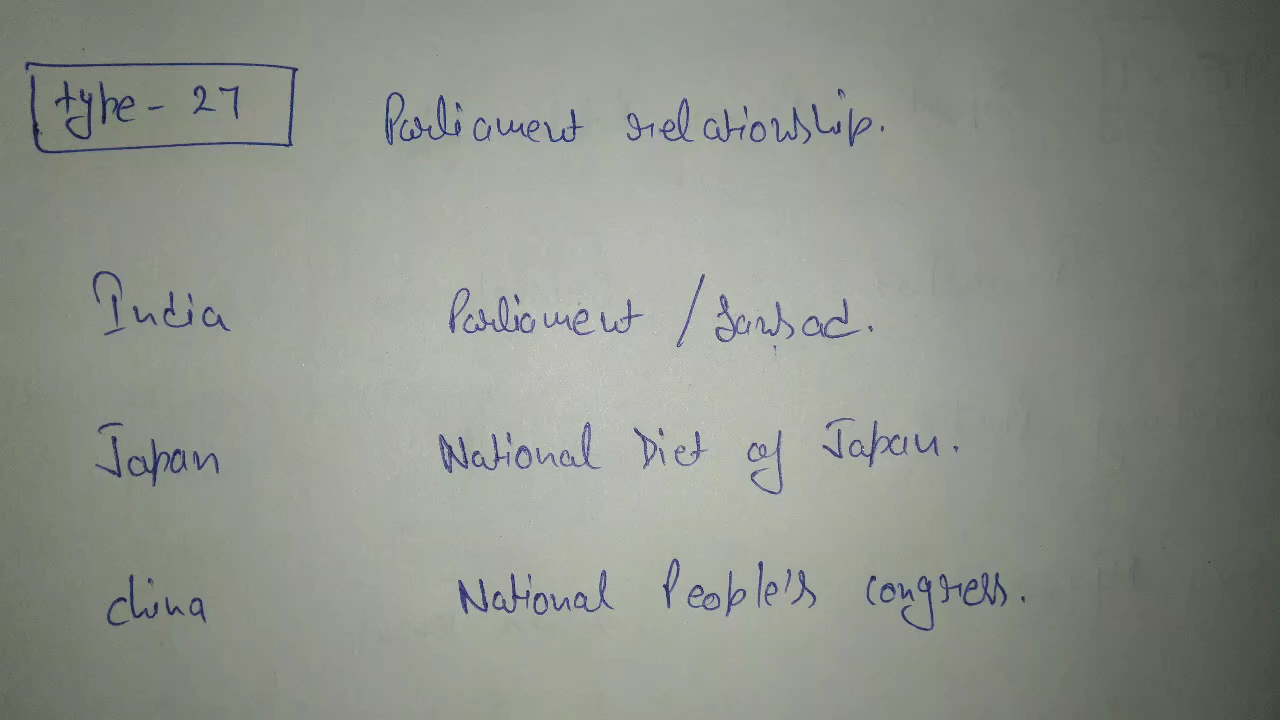 type - 27 Parliament relationship.
India Parliament / Sansad.
Japan National Diet of Japan.
china National People's congress.